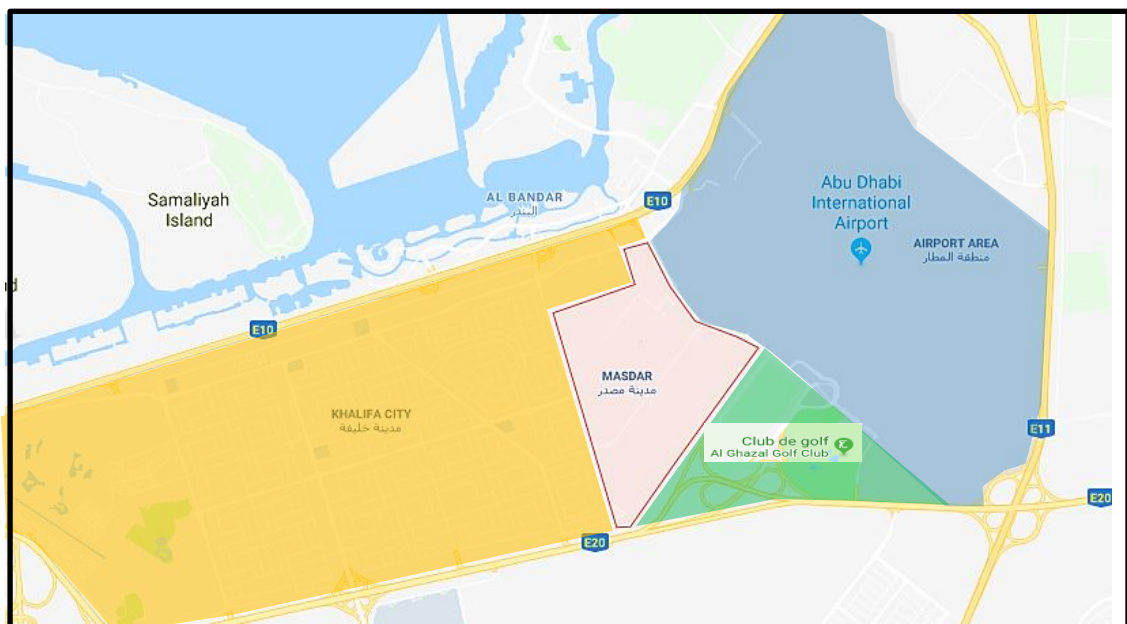 Samaliyah
Island
AL BANDAR
البندر
E10
Abu Dhabi
International
Airport
AIRPORT AREA
منطقة المطار
d
E10
MASDAR
مدينة مصدر
KHALIFA CITY
مدينة خليفة
Club de golf
Al Ghazal Golf Club
E11
E20
E20